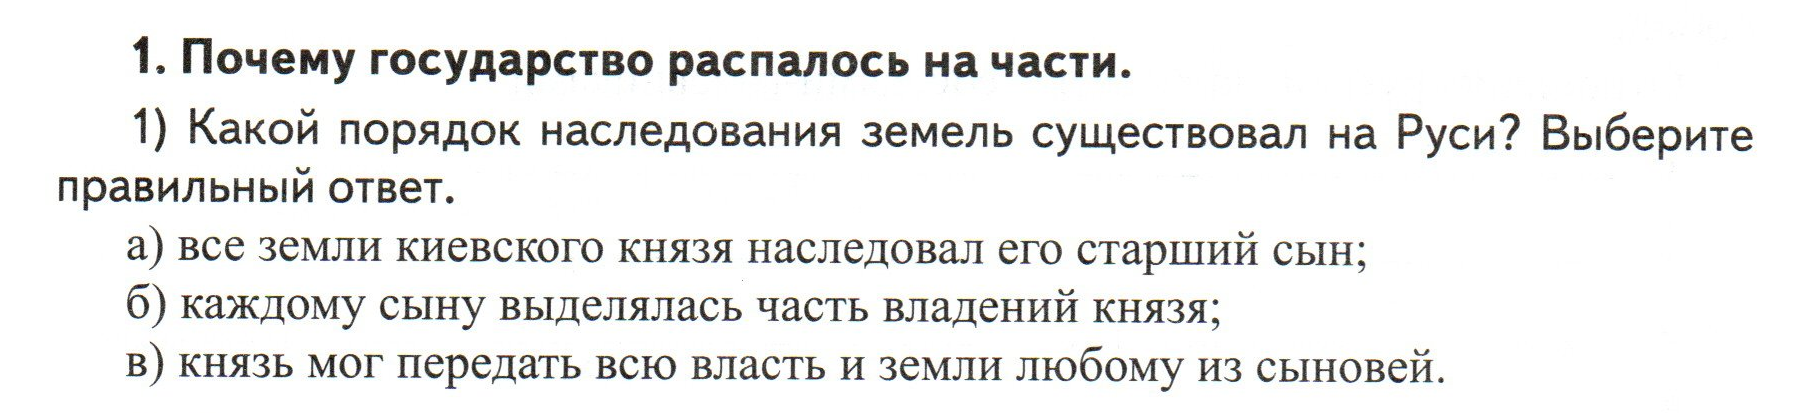 1. Почему государство распалось на части.
1) Какой порядок наследования земель существовал на Руси? Выберите
правильный ответ.
а) все земли киевского князя наследовал его старший сын;
б) каждому сыну выделялась часть владений князя;
в) князь мог передать всю власть и земли любому из сыновей.